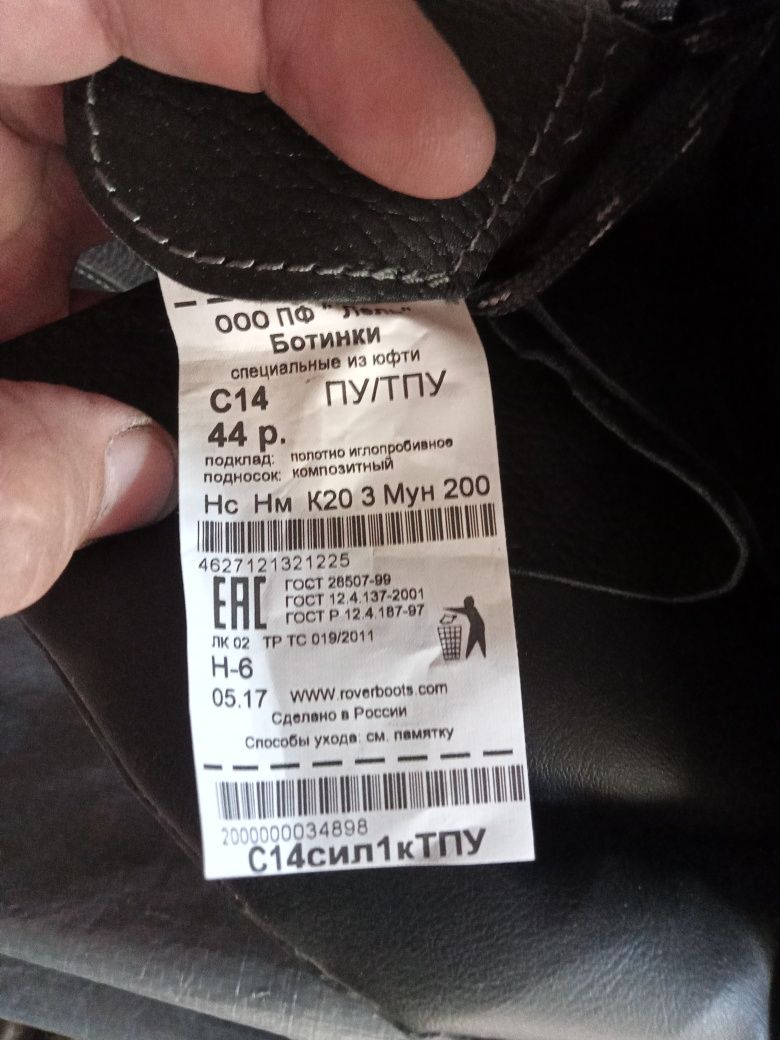 ООО ПФ "
Ботинки
специальные из юфти
С14 ПУ/ТПУ
44 р.
подклад: полотно иглопробивное
подносок: композитный
Нс Нм К20 З Мун 200
4627121321225
ЕАС
ГОСТ 28507-99
ГОСТ 12.4.137-2001
ГОСТ Р 12.4.187-97
ЛК 02 ТР ТС 019/2011
Н-6
05.17 www.roverboots.com
Сделано в России
Способы ухода: см. памятку
2000000034898
С14сил1кТПУ